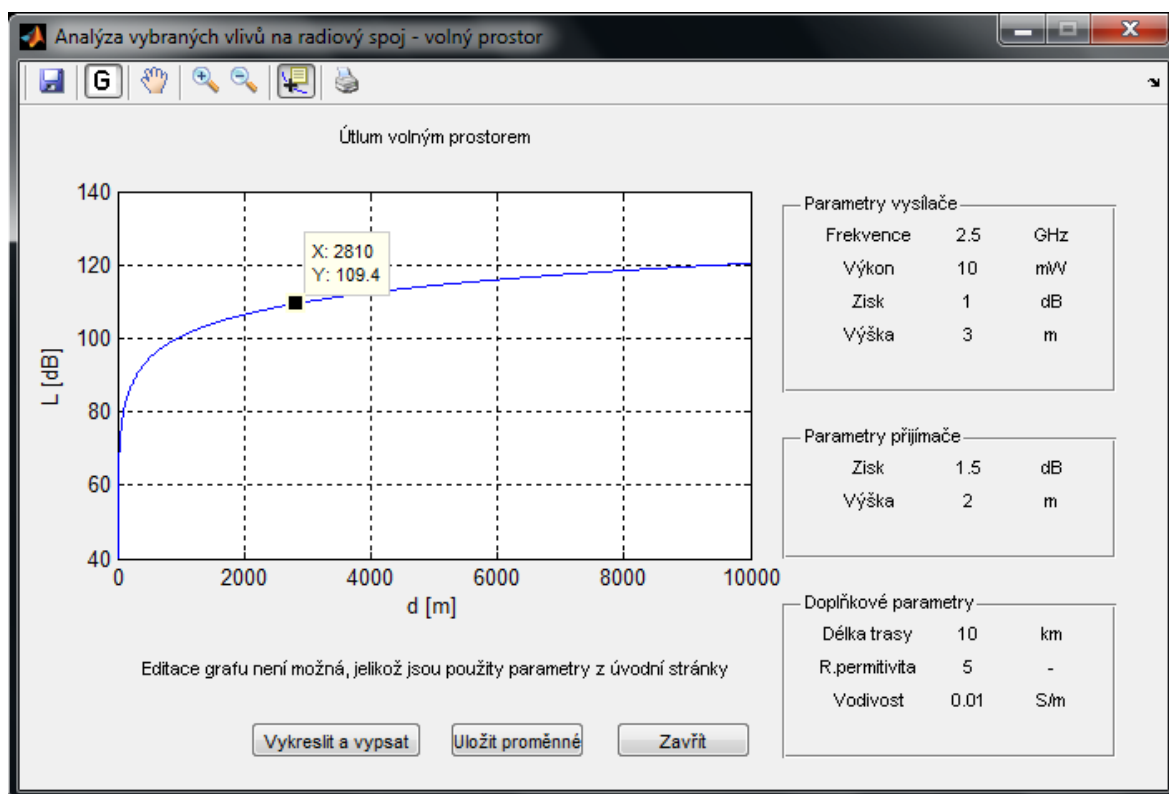 Analýza vybraných vlivů na radiový spoj - volný prostor
G
Útlum volným prostorem
140
120
100
80
60
40
L [dB]
X: 2810
Y: 109.4
0 2000 4000 6000 8000 10000
d [m]
Editace grafu není možná, jelikož jsou použity parametry z úvodní stránky
Vykreslit a vypsat Uložit proměnné Zavřít
Parametry vysílače
Frekvence 2.5 GHz
Výkon 10 mW
Zisk 1 dB
Výška 3 m
Parametry přijímače
Zisk 1.5 dB
Výška 2 m
Doplňkové parametry
Délka trasy 10 km
R.permitivita 5 -
Vodivost 0.01 S/m